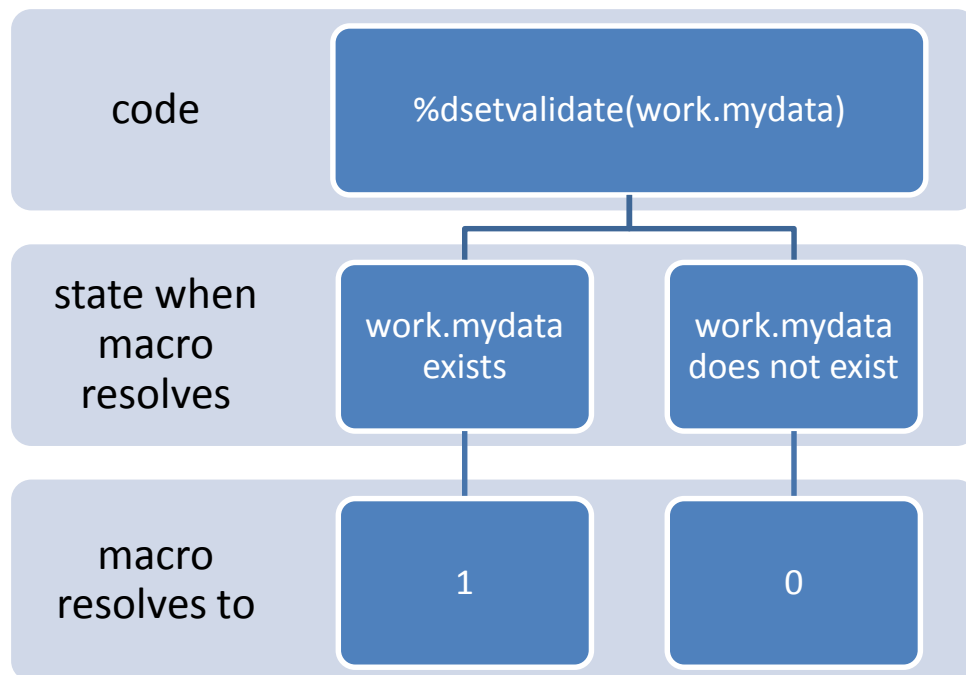 code
%dsetvalidate(work.mydata)
state when
macro
resolves
work.mydata
exists
work.mydata
does not exist
macro
resolves to
1
0